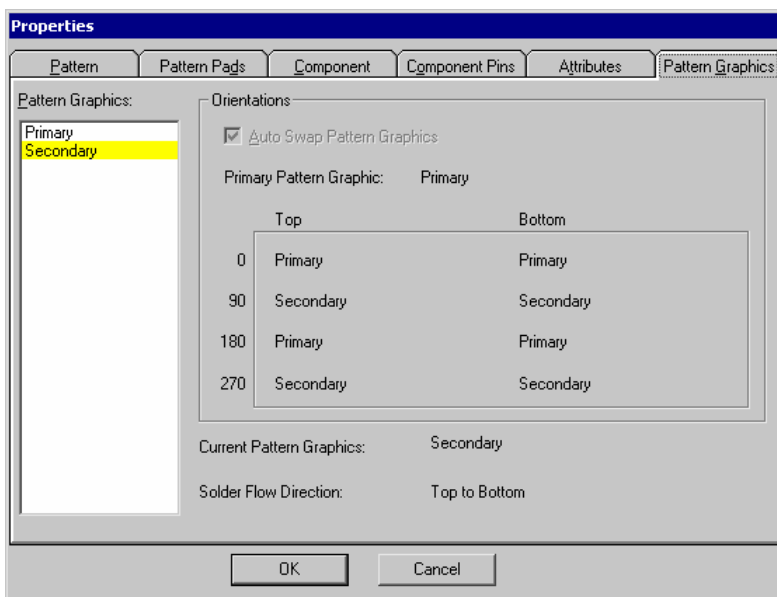 Properties
Pattern Pattern Pads Component Component Pins Attributes Pattern Graphics
Pattern Graphics:
Primary
Secondary
Orientations
Auto Swap Pattern Graphics
Primary Pattern Graphic: Primary
Top Bottom
0 Primary Primary
90 Secondary Secondary
180 Primary Primary
270 Secondary Secondary
Current Pattern Graphics: Secondary
Solder Flow Direction: Top to Bottom
OK Cancel